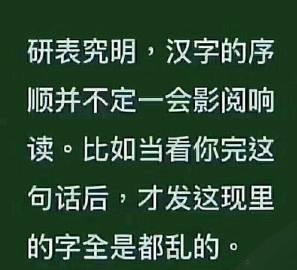 研表究明，汉字的序
顺并不定一会影阅响
读。比如当看你完这
句话后，才发这现里
的字全是都乱的。